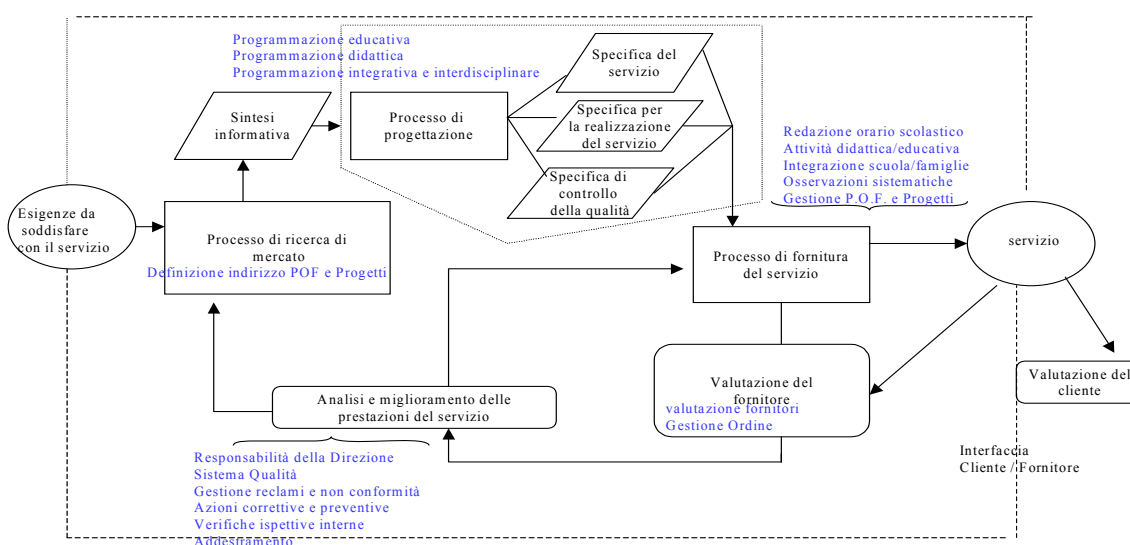 Programmazione educativa
Programmazione didattica
Programmazione integrativa e interdisciplinare
Specifica del
servizio
Sintesi
informativa
Processo di
progettazione
Specifica per
la realizzazione
del servizio
Specifica di
controllo
della qualità
Redazione orario scolastico
Attività didattica/educativa
Integrazione scuola/famiglie
Osservazioni sistematiche
Gestione P.O.F. e Progetti
Esigenze da
soddisfare
con il servizio
Processo di ricerca di
mercato
Definizione indirizzo POF e Progetti
Processo di fornitura
del servizio
servizio
Analisi e miglioramento delle
prestazioni del servizio
Valutazione del
fornitore
valutazione fornitori
Gestione Ordine
Valutazione del
cliente
Interfaccia
Cliente / Fornitore
Responsabilità della Direzione
Sistema Qualità
Gestione reclami e non conformità
Azioni correttive e preventive
Verifiche ispettive interne
Addestramento